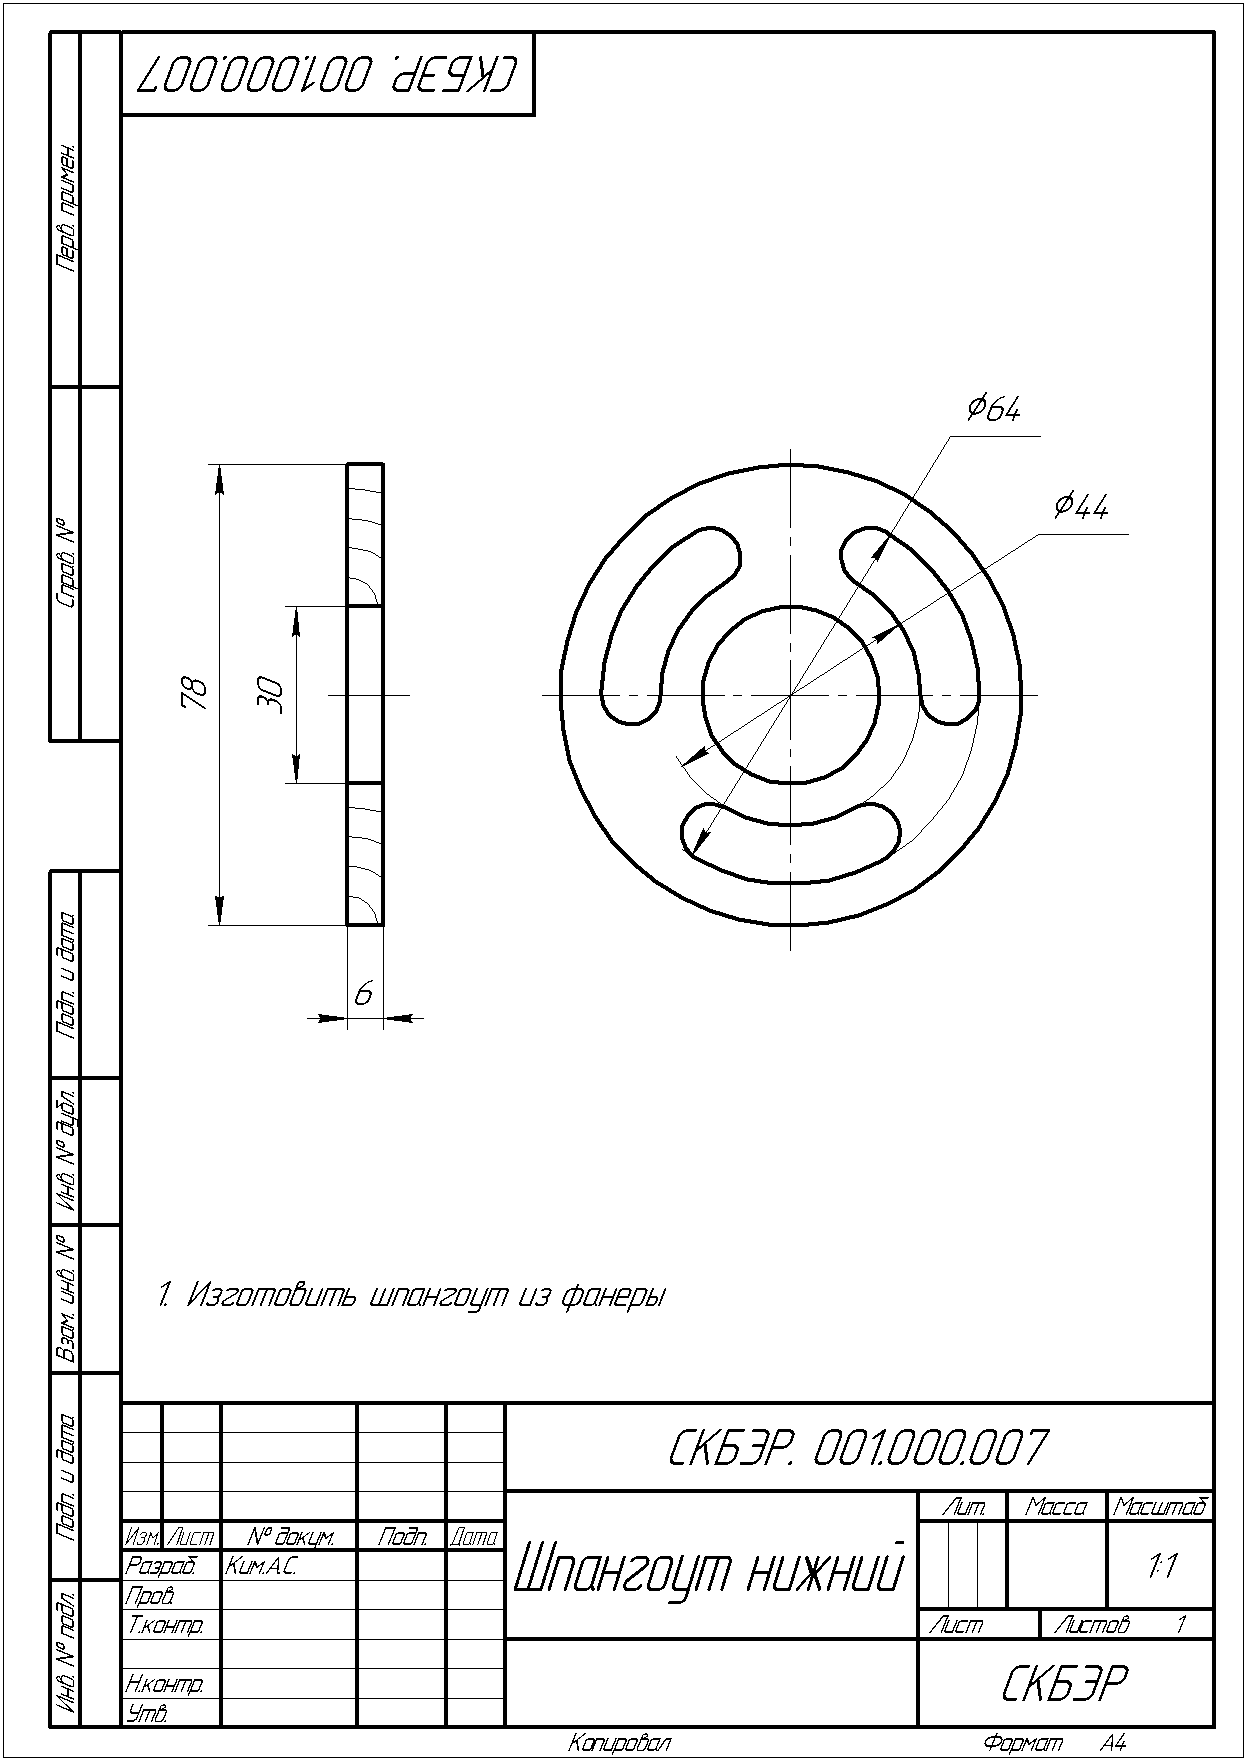 СКБЭР. 001.000.007
Перв. примен.
Справ. №
Подп. и дата
Инв. № дубл.
Взам. инв. №
Подп. и дата
Инв. № подл.
⌀64
⌀44
78
30
6
1. Изготовить шпангоут из фанеры
СКБЭР. 001.000.007
Лит. Масса Масштаб
Изм. Лист № докум. Подп. Дата
Разраб. Ким.А.С.
Пров.
Т.контр.
Н.контр.
Утв.
Шпангоут нижний
1:1
Лист Листов 1
СКБЭР
Копировал Формат А4